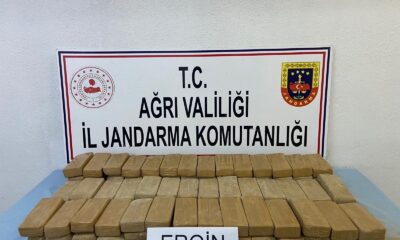 T.C.
AĞRI VALİLİĞİ
İL JANDARMA KOMUTANLIĞI
EROİN